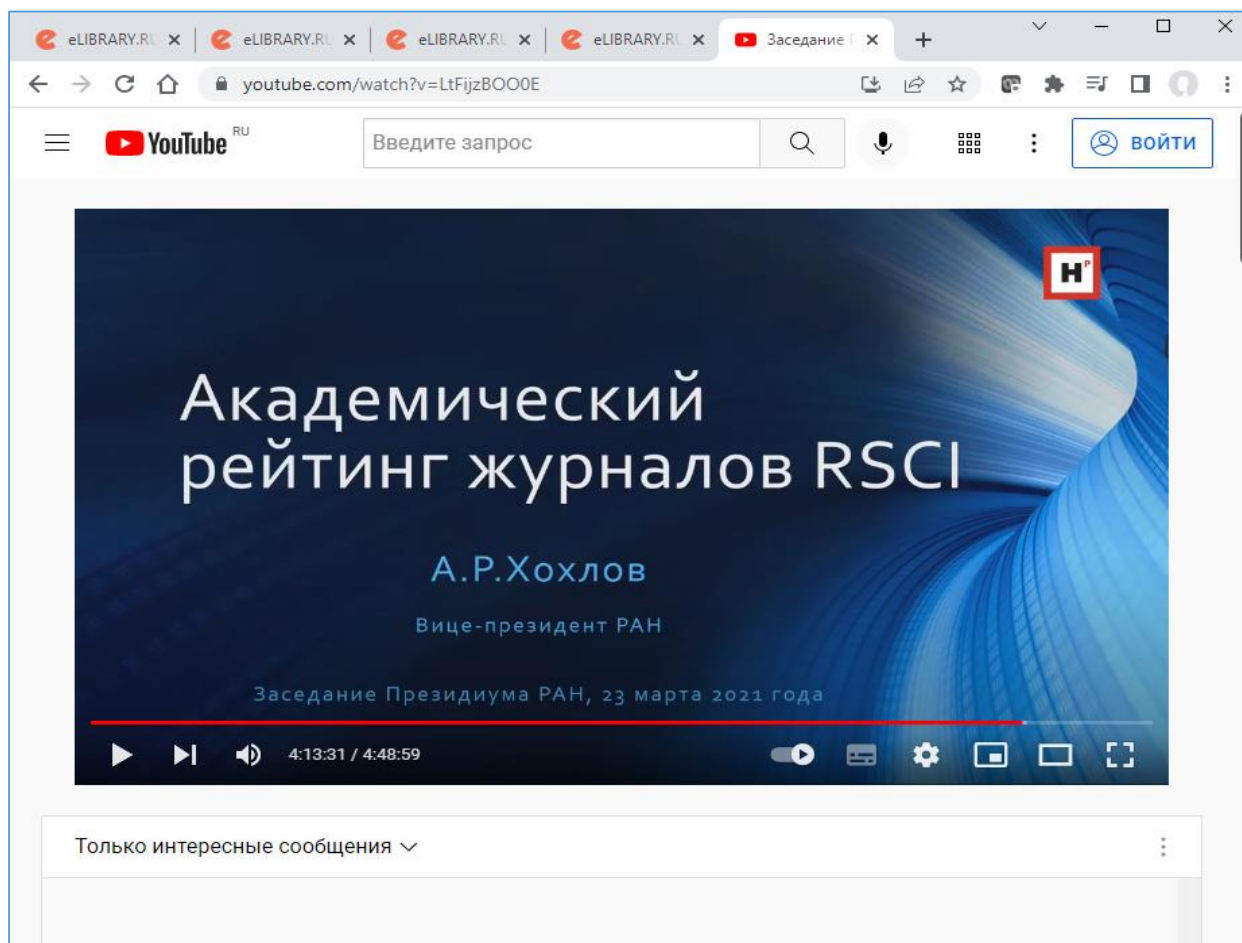 eLIBRARY.RU
eLIBRARY.RU
eLIBRARY.RU
eLIBRARY.RU
Заседание П
youtube.com/watch?v=LtFijzBOO0E
YouTube RU
Введите запрос
ВОЙТИ
НР
Академический
рейтинг журналов RSCI
А.Р.Хохлов
Вице-президент РАН
Заседание Президиума РАН, 23 марта 2021 года
4:13:31 / 4:48:59
Только интересные сообщения